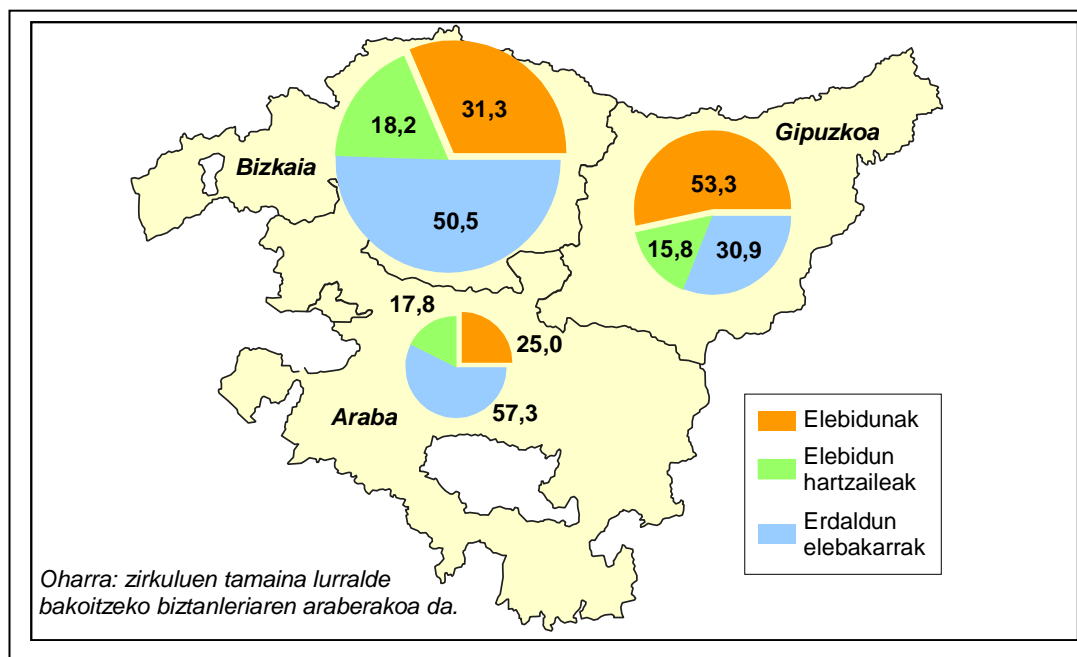 31,3
18,2
Bizkaia
50,5
Gipuzkoa
53,3
15,8
30,9
17,8
25,0
Araba
57,3
Elebidunak
Elebidun
hartzaileak
Erdaldun
elebakarrak
Oharra: zirkuluen tamaina lurralde
bakoitzeko biztanleriaren araberakoa da.